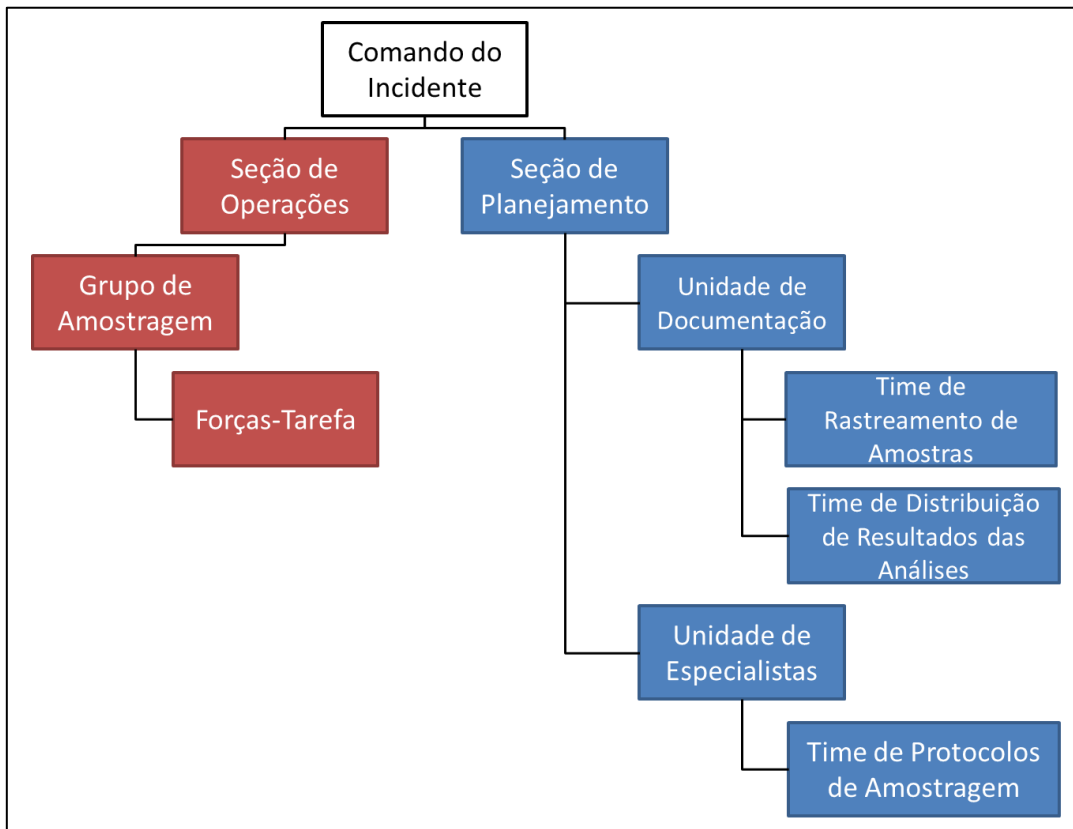 Comando do
Incidente
Seção de
Operações
Seção de
Planejamento
Grupo de
Amostragem
Unidade de
Documentação
Forças-Tarefa
Time de
Rastreamento de
Amostras
Time de Distribuição
de Resultados das
Análises
Unidade de
Especialistas
Time de Protocolos
de Amostragem